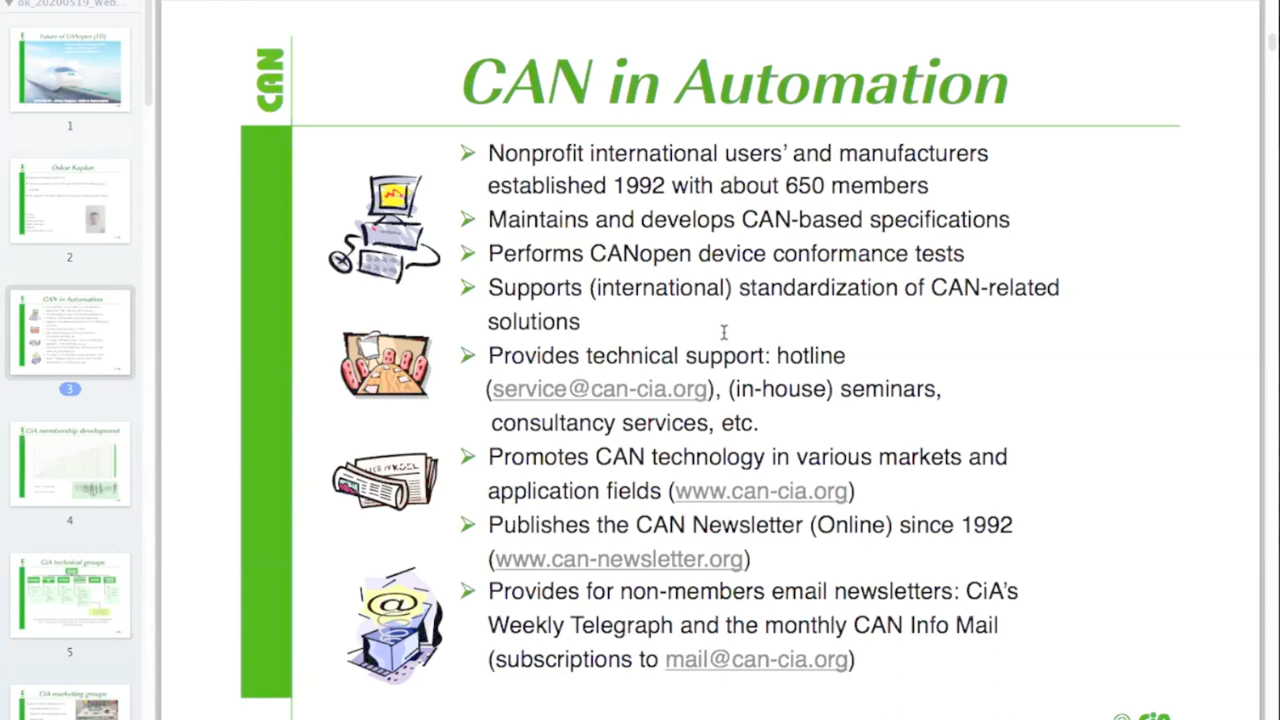 ok_20200519_Web...
Future of CANopen (FD)
1
Oskar Kaplun
2
CAN in Automation
3
CiA membership development
4
CiA technical groups
5
CiA marketing groups
CAN
CAN in Automation
➢ Nonprofit international users’ and manufacturers
established 1992 with about 650 members
➢ Maintains and develops CAN-based specifications
➢ Performs CANopen device conformance tests
➢ Supports (international) standardization of CAN-related
solutions
➢ Provides technical support: hotline
(service@can-cia.org), (in-house) seminars,
consultancy services, etc.
➢ Promotes CAN technology in various markets and
application fields (www.can-cia.org)
➢ Publishes the CAN Newsletter (Online) since 1992
(www.can-newsletter.org)
➢ Provides for non-members email newsletters: CiA’s
Weekly Telegraph and the monthly CAN Info Mail
(subscriptions to mail@can-cia.org)
© CiA